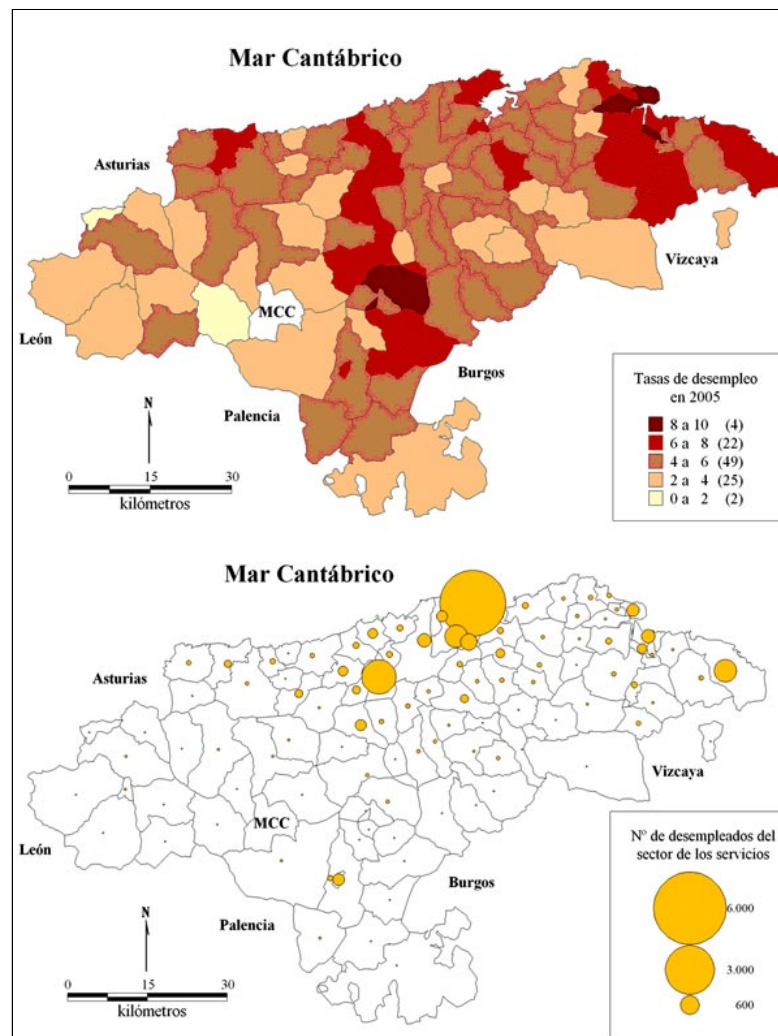 Mar Cantábrico
Asturias
Vizcaya
MCC
León
Burgos
Palencia
N
0 15 30
kilómetros
Tasas de desempleo
en 2005
8 a 10 (4)
6 a 8 (22)
4 a 6 (49)
2 a 4 (25)
0 a 2 (2)
Mar Cantábrico
Asturias
Vizcaya
MCC
León
Burgos
Palencia
N
0 15 30
kilómetros
Nº de desempleados del
sector de los servicios
6.000
3.000
600